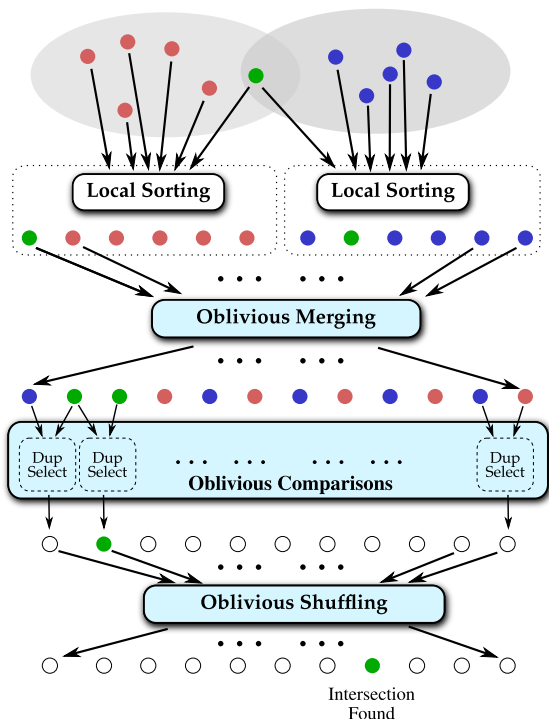 Local Sorting
Local Sorting
. . .   . . .
Oblivious Merging
. . .   . . .
Dup
Select
Dup
Select
. . .   . . .   . . .   . . .
Dup
Select
Oblivious Comparisons
. . .   . . .
Oblivious Shuffling
. . .   . . .
Intersection
Found